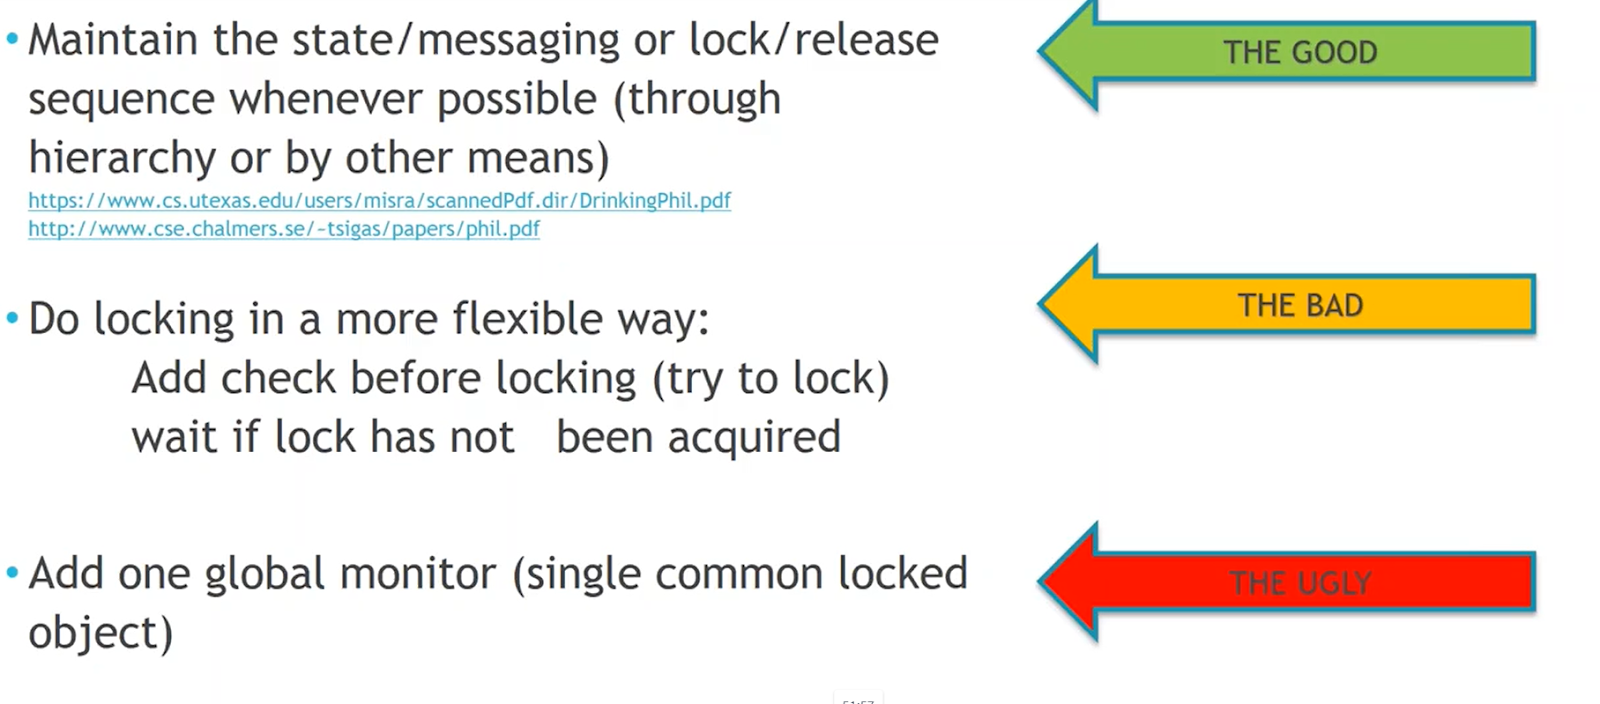 • Maintain the state/messaging or lock/release
sequence whenever possible (through
hierarchy or by other means)
https://www.cs.utexas.edu/users/misra/scannedPdf.dir/DrinkingPhil.pdf
http://www.cse.chalmers.se/~tsigas/papers/phil.pdf
THE GOOD
• Do locking in a more flexible way:
Add check before locking (try to lock)
wait if lock has not been acquired
THE BAD
• Add one global monitor (single common locked
object)
THE UGLY